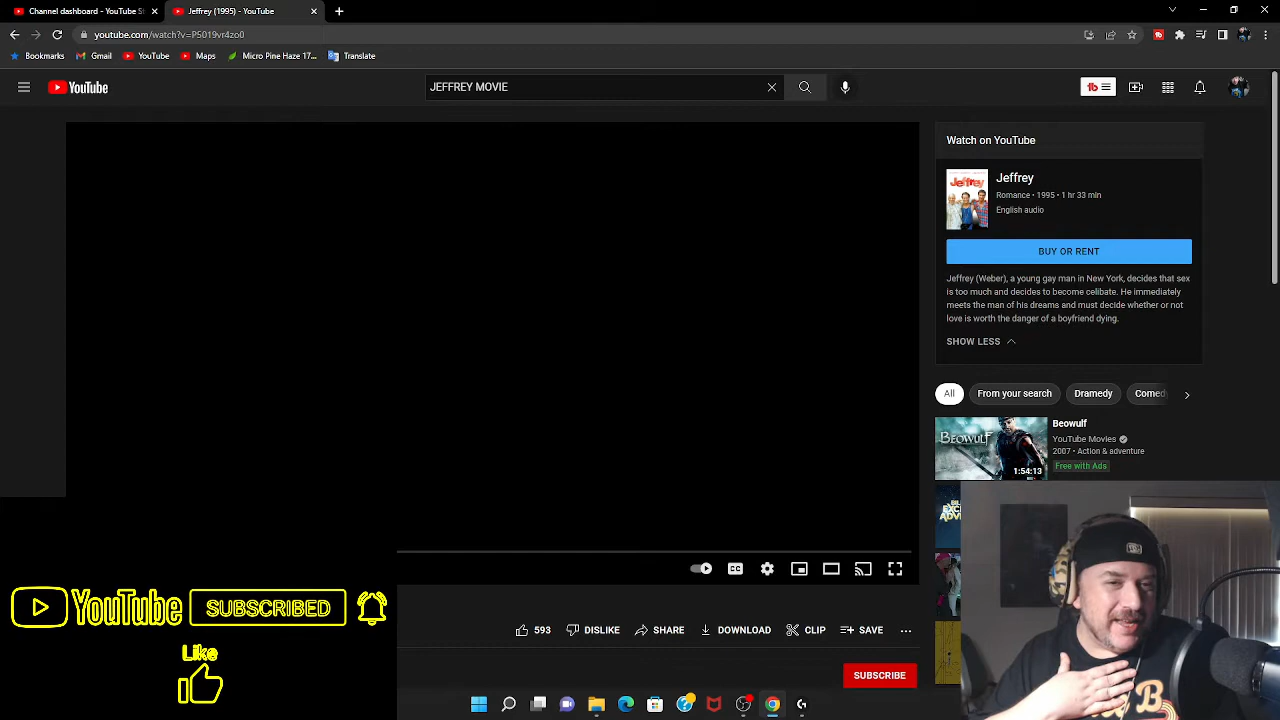 Channel dashboard - YouTube St
Jeffrey (1995) - YouTube
youtube.com/watch?v=P5019vr4zo0
Bookmarks
Gmail
YouTube
Maps
Micro Pine Haze 17...
Translate
YouTube
JEFFREY MOVIE
Watch on YouTube
Jeffrey
Jeffrey
Romance • 1995 • 1 hr 33 min
English audio
BUY OR RENT
Jeffrey (Weber), a young gay man in New York, decides that sex
is too much and decides to become celibate. He immediately
meets the man of his dreams and must decide whether or not
love is worth the danger of a boyfriend dying.
SHOW LESS
All
From your search
Dramedy
Comed
BEOWULF
1:54:13
Beowulf
YouTube Movies
2007 • Action & adventure
Free with Ads
593
DISLIKE
SHARE
DOWNLOAD
CLIP
SAVE
SUBSCRIBE
YouTube
SUBSCRIBED
Like